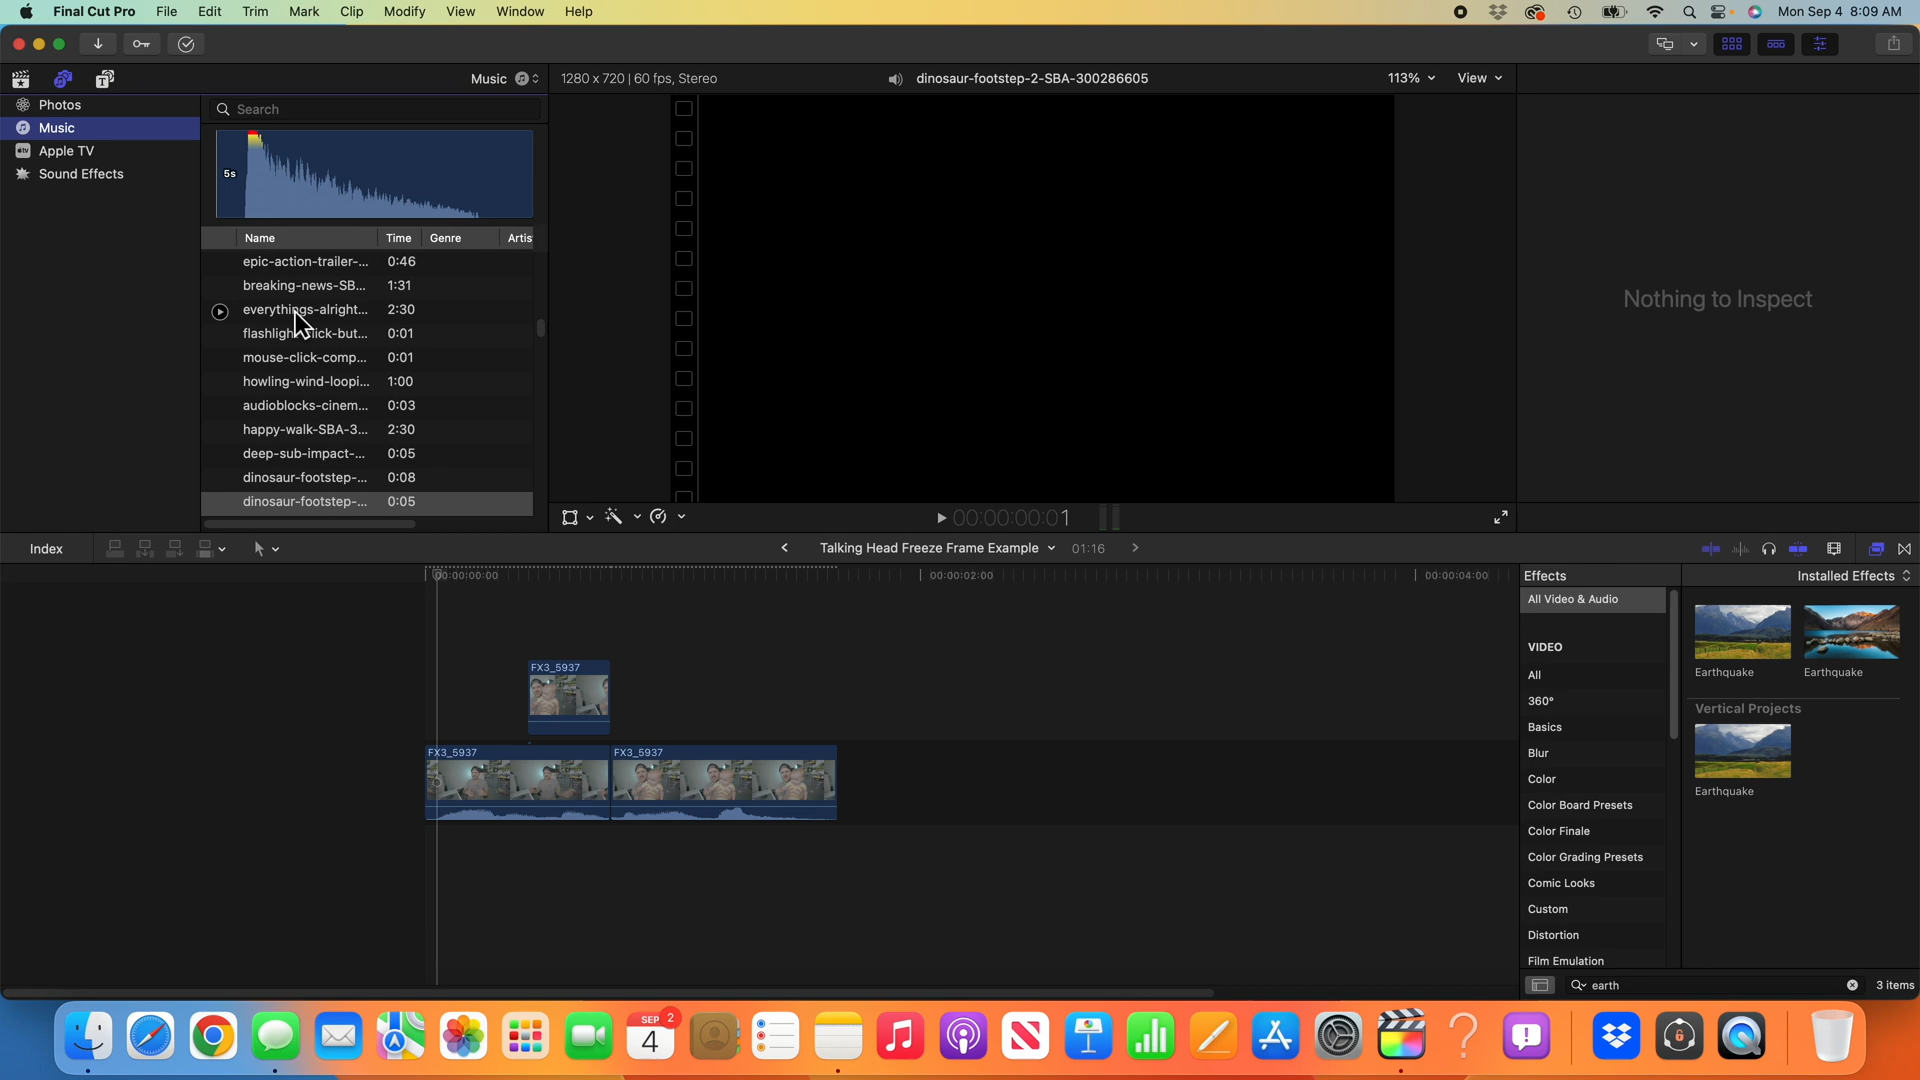 Final Cut Pro File Edit Trim Mark Clip Modify View Window Help Mon Sep 4 8:09 AM
Music 1280 x 720 | 60 fps, Stereo dinosaur-footstep-2-SBA-300286605 113% View
Photos
Music
Apple TV
Sound Effects
Search
5s
Name Time Genre Artis
epic-action-trailer-... 0:46
breaking-news-SB... 1:31
everythings-alright... 2:30
0:01
mouse-click-comp... 0:01
howling-wind-loopi... 1:00
audioblocks-cinem... 0:03
happy-walk-SBA-3... 2:30
deep-sub-impact-... 0:05
dinosaur-footstep-... 0:08
dinosaur-footstep-... 0:05
Nothing to Inspect
00:00:00:01
Index Talking Head Freeze Frame Example 01:16
00:00:00:00 00:00:02:00 00:00:04:00
FX3_5937
FX3_5937 FX3_5937
Effects Installed Effects
All Video & Audio
VIDEO
All
360°
Basics
Blur
Color
Color Board Presets
Color Finale
Color Grading Presets
Comic Looks
Custom
Distortion
Film Emulation
Earthquake Earthquake
Vertical Projects
Earthquake
earth 3 items
SEP 2
4
tv